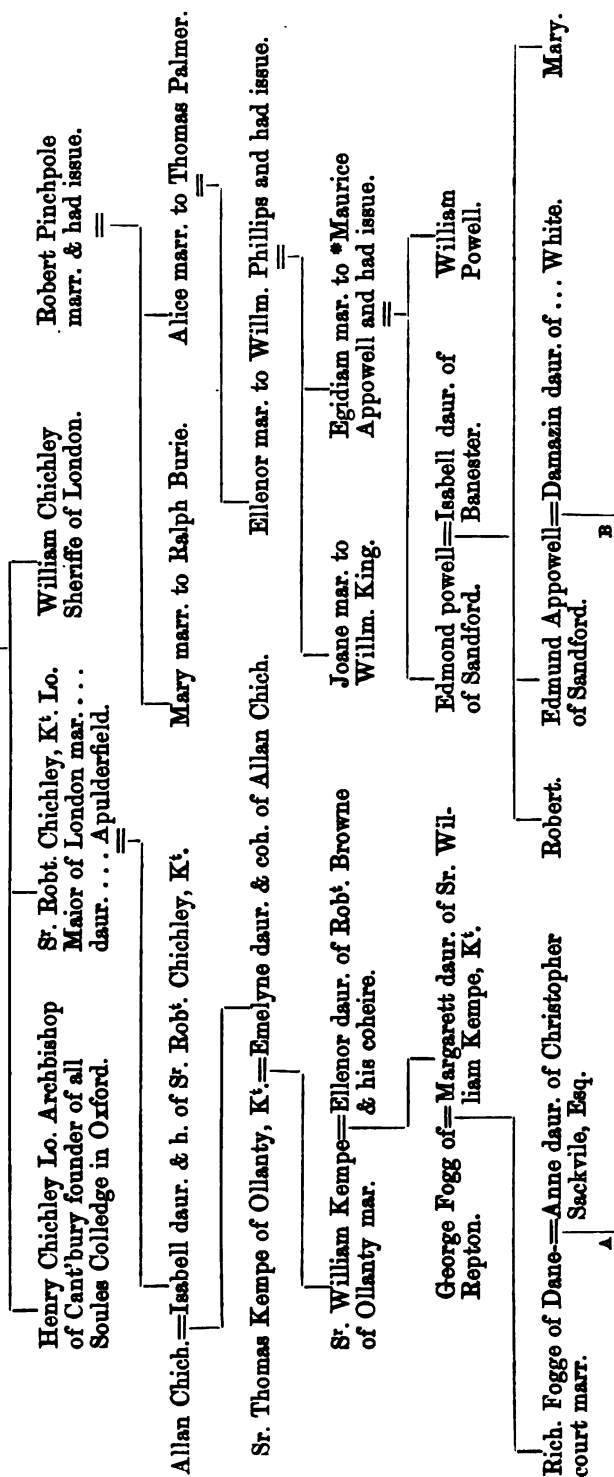 Henry Chichley Lo. Archbishop
of Cant'bury founder of all
Soules Colledge in Oxford.
Sr. Robt. Chichley, Kt. Lo.
Maior of London mar....
daur.... Apulderfield.
William Chichley
Sheriffe of London.
Robert Pinchpole
marr. & had issue.
Allan Chich.=Isabell daur. & h. of Sr. Robt. Chichley, Kt.
Mary marr. to Ralph Burie.
Alice marr. to Thomas Palmer.
Sr. Thomas Kempe of Ollanty, Kt.=Emelyne daur. & coh. of Allan Chich.
Ellenor mar. to Willm. Phillips and had issue.
Sr. William Kempe=Ellenor daur. of Robt. Browne
of Ollanty mar. & his coheire.
Joane mar. to
Willm. King.
Egidiam mar. to *Maurice
Appowell and had issue.
George Fogg of=Margarett daur. of Sr. Wil-
Repton. liam Kempe, Kt.
Edmond powell=Isabell daur. of
of Sandford. Banester.
William
Powell.
Rich. Fogge of Dane-=Anne daur. of Christopher
court marr. Sackvile, Esq.
Robert.
Edmund Appowell=Damazin daur. of ... White.
of Sandford.
Mary.
A
B